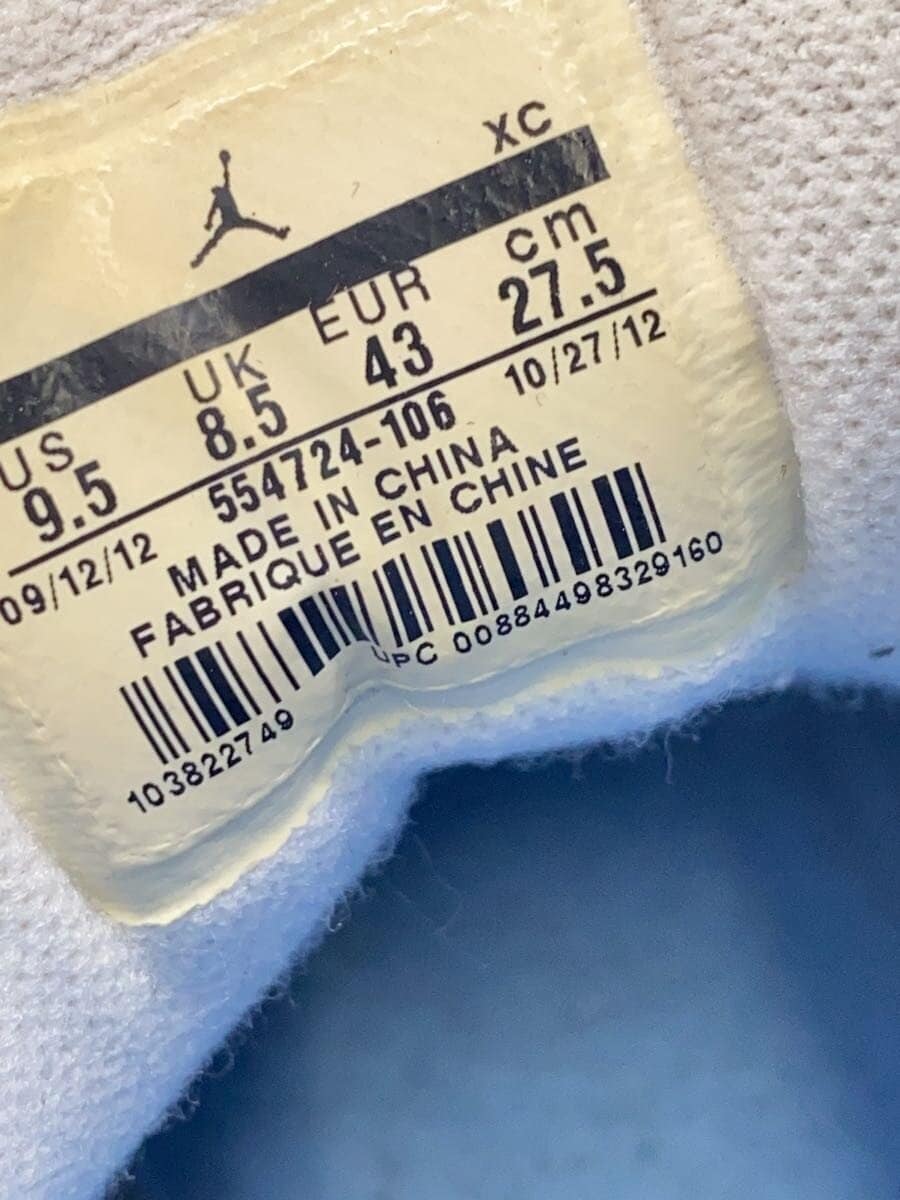 XC
US UK EUR cm
9.5 8.5 43 27.5
09/12/12 554724-106 10/27/12
MADE IN CHINA
FABRIQUE EN CHINE
UPC 00884498329160
103822749